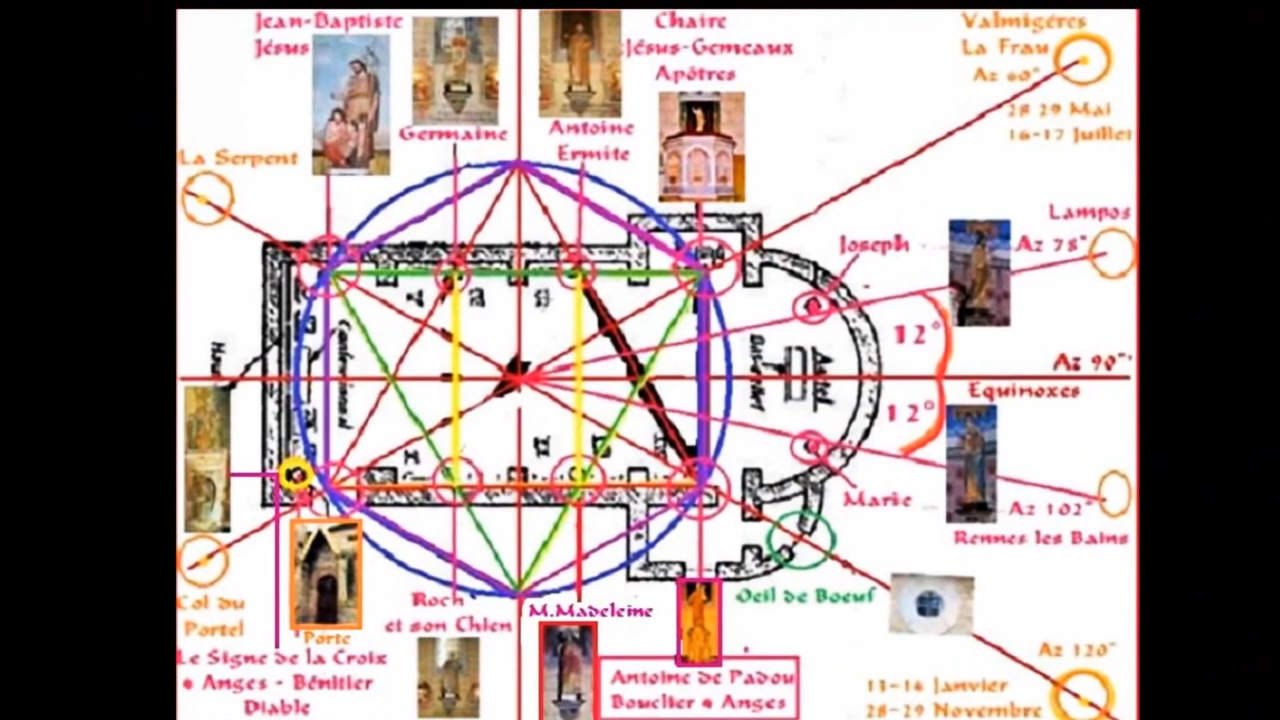 Jean-Baptiste
Jésus
Germaine
Antoine
Ermite
Chaire
Jésus-Gemeaux
Apôtres
Valmigéres
La Frau
Az 60°
28 29 Mai
16-17 Juillet
La Serpent
Lampos
Az 78°
Joseph
12°
Az 90°
Equinoxes
12°
Autel
Marie
Az 102°
Rennes les Bains
Oeil de Boeuf
Col du
Portel
Porte
Le Signe de la Croix
4 Anges - Bénitier
Diable
Roch
et son Chien
M.Madeleine
Antoine de Padou
Bouclier 4 Anges
Az 120°
13-14 Janvier
28-29 Novembre